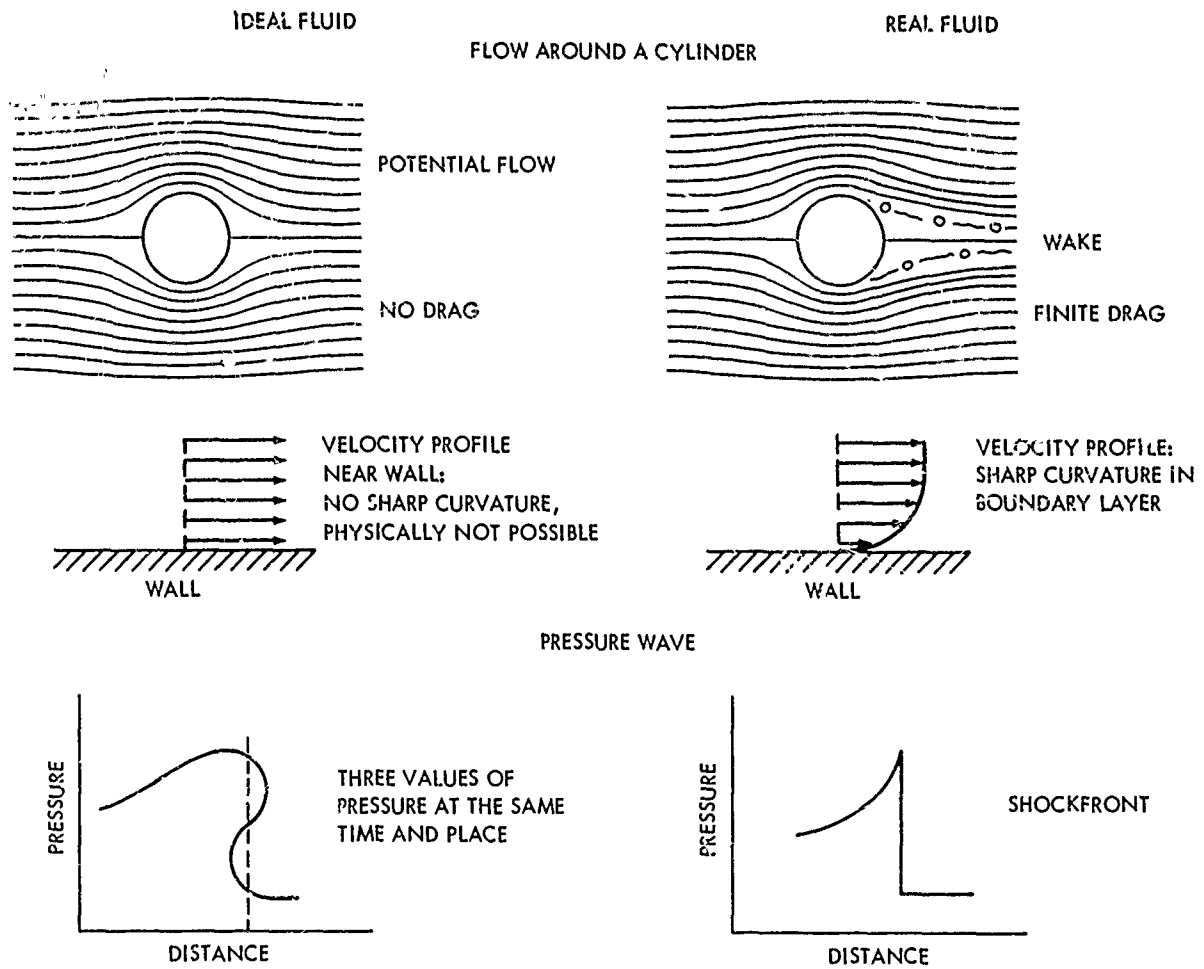 IDEAL FLUID
REAL FLUID
FLOW AROUND A CYLINDER
POTENTIAL FLOW
NO DRAG
WAKE
FINITE DRAG
VELOCITY PROFILE
NEAR WALL:
NO SHARP CURVATURE,
PHYSICALLY NOT POSSIBLE
WALL
VELOCITY PROFILE:
SHARP CURVATURE IN
BOUNDARY LAYER
WALL
PRESSURE WAVE
PRESSURE
THREE VALUES OF
PRESSURE AT THE SAME
TIME AND PLACE
DISTANCE
PRESSURE
SHOCKFRONT
DISTANCE